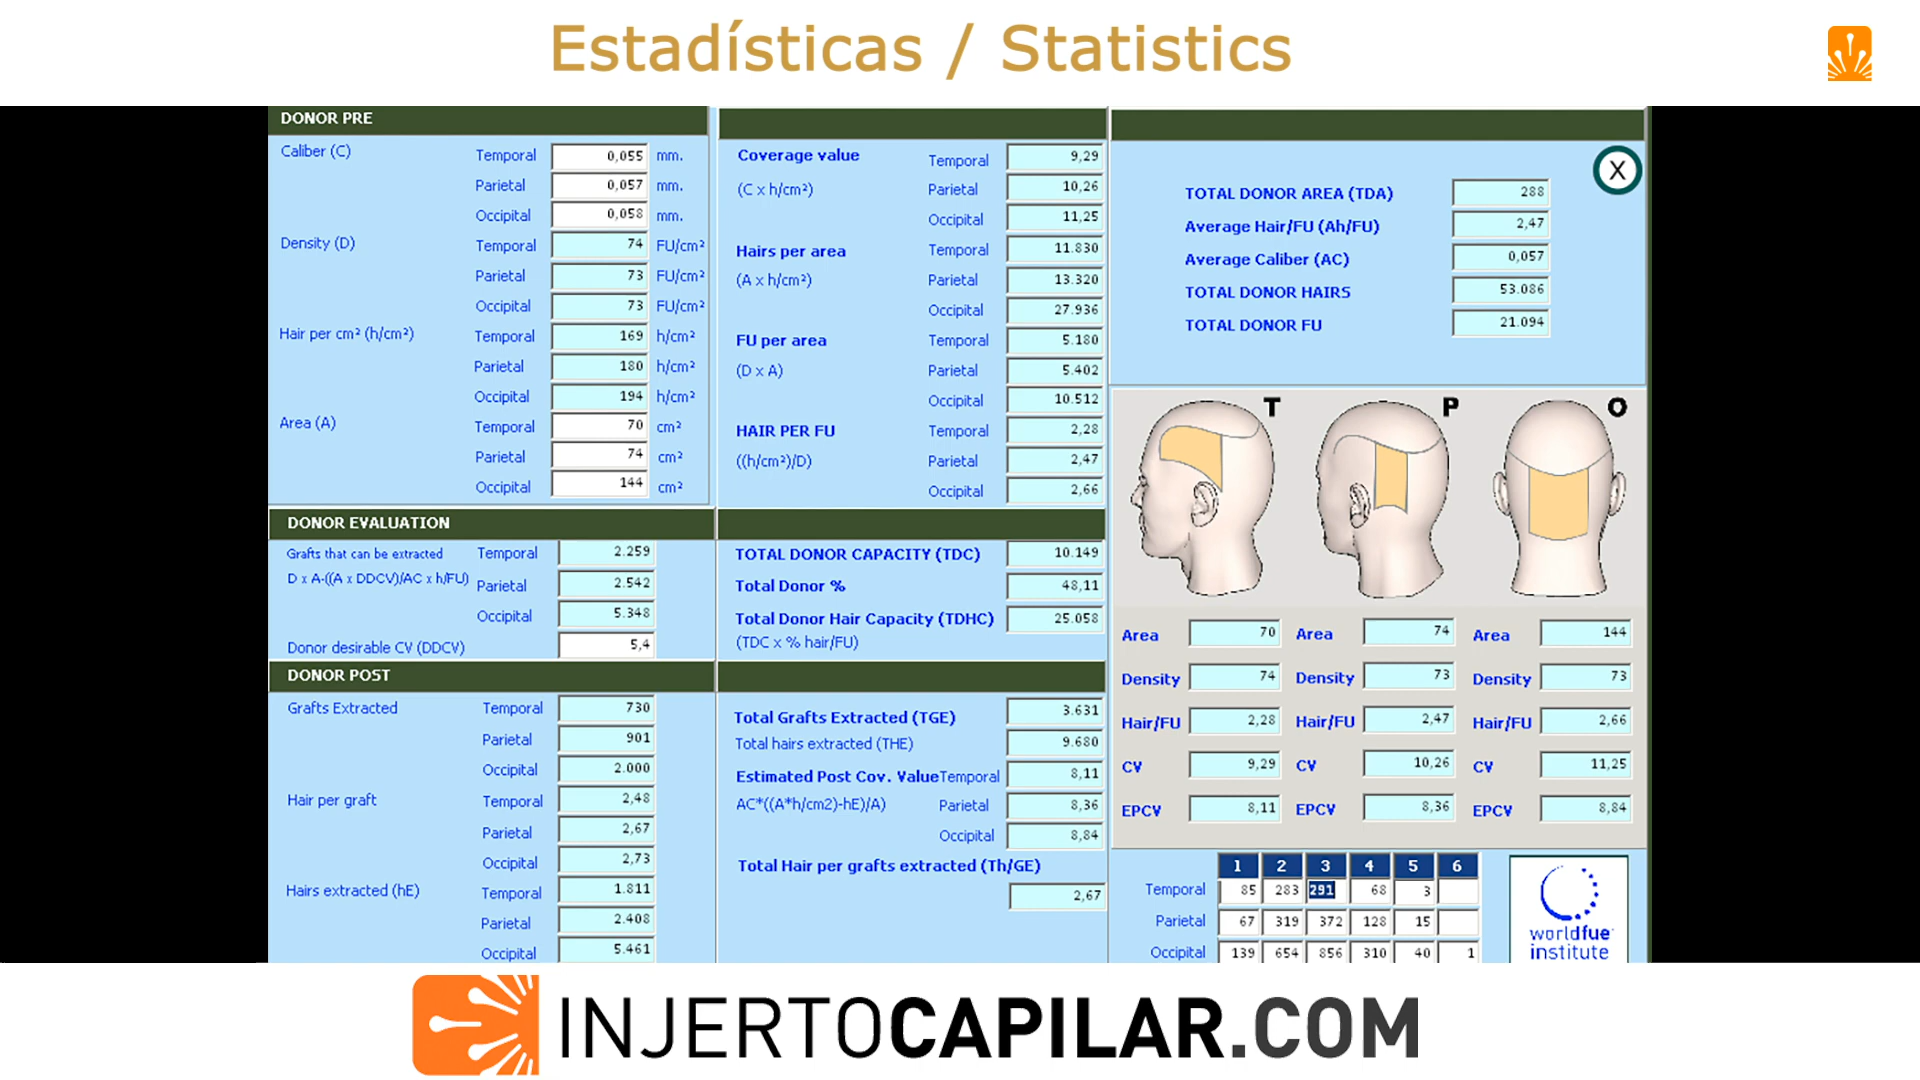 Estadísticas / Statistics
DONOR PRE
Caliber (C)
Temporal 0,055 mm.
Parietal 0,057 mm.
Occipital 0,058 mm.
Density (D)
Temporal 74 FU/cm²
Parietal 73 FU/cm²
Occipital 73 FU/cm²
Hair per cm² (h/cm²)
Temporal 169 h/cm²
Parietal 180 h/cm²
Occipital 194 h/cm²
Area (A)
Temporal 70 cm²
Parietal 74 cm²
Occipital 144 cm²
Coverage value
(C x h/cm²)
Temporal 9,29
Parietal 10,26
Occipital 11,25
Hairs per area
(A x h/cm²)
Temporal 11.830
Parietal 13.320
Occipital 27.936
FU per area
(D x A)
Temporal 5.180
Parietal 5.402
Occipital 10.512
HAIR PER FU
((h/cm²)/D)
Temporal 2,28
Parietal 2,47
Occipital 2,66
X
TOTAL DONOR AREA (TDA) 288
Average Hair/FU (Ah/FU) 2,47
Average Caliber (AC) 0,057
TOTAL DONOR HAIRS 53.086
TOTAL DONOR FU 21.094
DONOR EVALUATION
Grafts that can be extracted
D x A-((A x DDCV)/AC x h/FU)
Temporal 2.259
Parietal 2.542
Occipital 5.348
Donor desirable CV (DDCV) 5,4
TOTAL DONOR CAPACITY (TDC) 10.149
Total Donor % 48,11
Total Donor Hair Capacity (TDHC) 25.058
(TDC x % hair/FU)
DONOR POST
Grafts Extracted
Temporal 730
Parietal 901
Occipital 2.000
Hair per graft
Temporal 2,48
Parietal 2,67
Occipital 2,73
Hairs extracted (hE)
Temporal 1.811
Parietal 2.408
Occipital 5.461
Total Grafts Extracted (TGE) 3.631
Total hairs extracted (THE) 9.680
Estimated Post Cov. Value Temporal 8,11
AC*((A*h/cm2)-hE)/A) Parietal 8,36
Occipital 8,84
Total Hair per grafts extracted (Th/GE)
2,67
T P O
Area 70 Area 74 Area 144
Density 74 Density 73 Density 73
Hair/FU 2,28 Hair/FU 2,47 Hair/FU 2,66
CV 9,29 CV 10,26 CV 11,25
EPCV 8,11 EPCV 8,36 EPCV 8,84
1 2 3 4 5 6
Temporal 85 283 291 68 3
Parietal 67 319 372 128 15
Occipital 139 654 856 310 40 1
worldfue
institute
INJERTOCAPILAR.COM